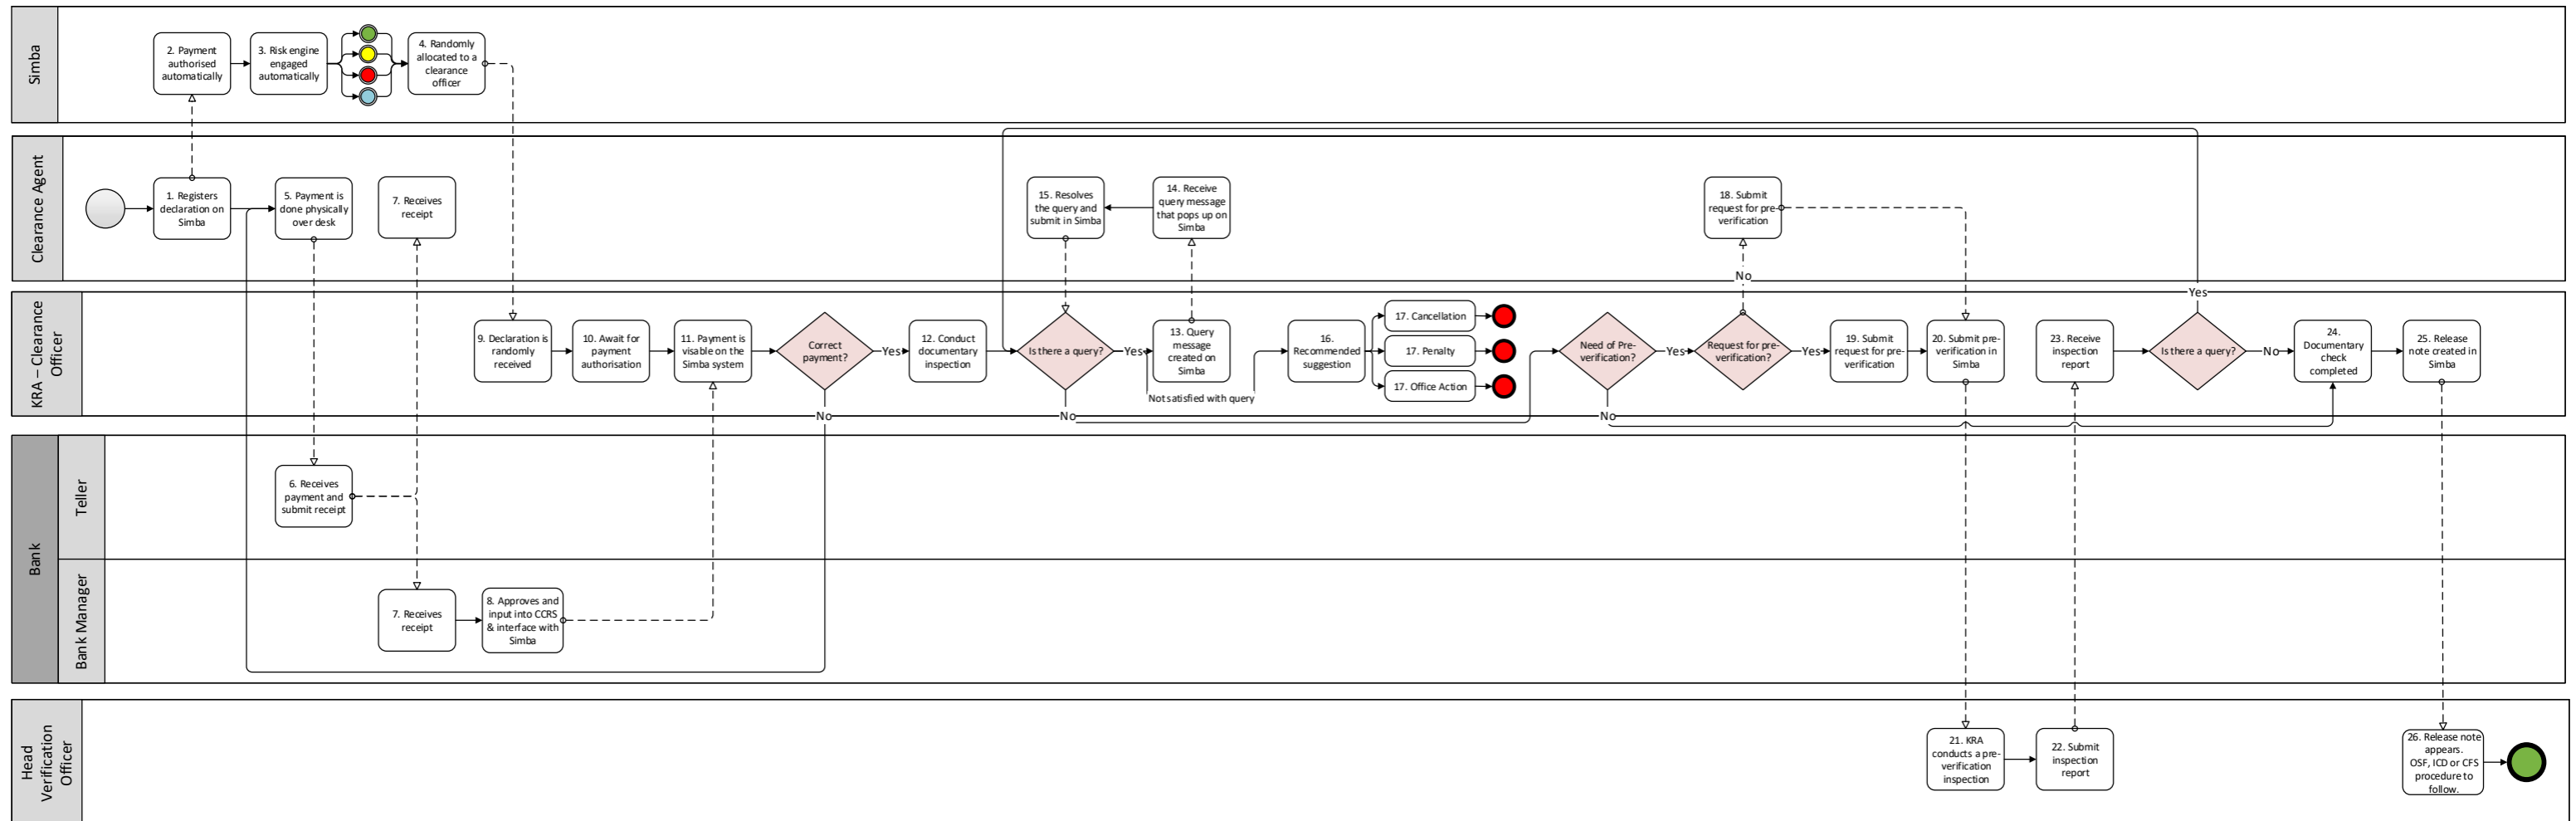 Simba
2. Payment
authorised
automatically
3. Risk engine
engaged
automatically
4. Randomly
allocated to a
clearance
officer
Clearance Agent
1. Registers
declaration on
Simba
5. Payment is
done physically
over desk
7. Receives
receipt
15. Resolves
the query and
submit in Simba
14. Receive
query message
that pops up on
Simba
18. Submit
request for pre-
verification
No
KRA – Clearance
Officer
9. Declaration is
randomly
received
10. Await for
payment
authorisation
11. Payment is
visable on the
Simba system
Correct
payment?
Yes
No
12. Conduct
documentary
inspection
Is there a query?
Yes
No
13. Query
message
created on
Simba
Not satisfied with query
16.
Recommended
suggestion
17. Cancellation
17. Penalty
17. Office Action
Need of Pre-
verification?
Yes
No
Request for pre-
verification?
Yes
19. Submit
request for pre-
verification
20. Submit pre-
verification in
Simba
23. Receive
inspection
report
Yes
Is there a query?
No
24.
Documentary
check
completed
25. Release
note created in
Simba
Bank
Teller
6. Receives
payment and
submit receipt
Bank Manager
7. Receives
receipt
8. Approves and
input into CCRS
& interface with
Simba
Head
Verification
Officer
21. KRA
conducts a pre-
verification
inspection
22. Submit
inspection
report
26. Release note
appears.
OSF, ICD or CFS
procedure to
follow.